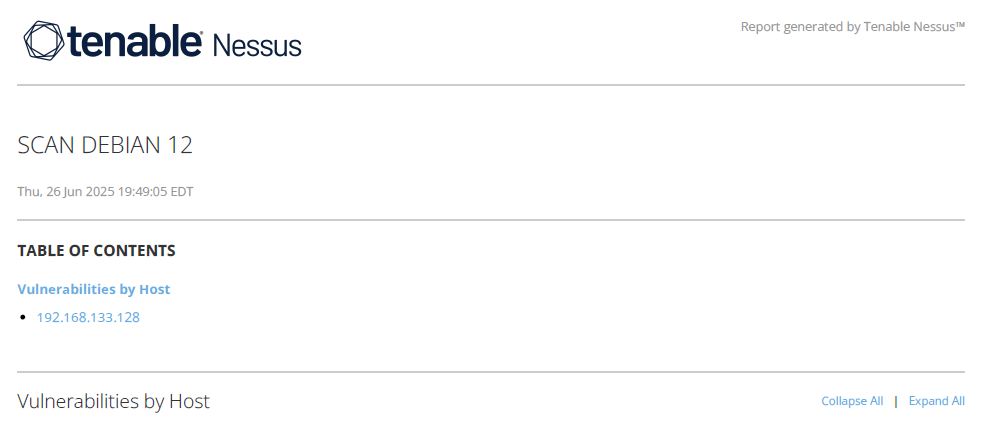 tenable Nessus
Report generated by Tenable Nessus™
SCAN DEBIAN 12
Thu, 26 Jun 2025 19:49:05 EDT
TABLE OF CONTENTS
Vulnerabilities by Host
• 192.168.133.128
Vulnerabilities by Host
Collapse All | Expand All